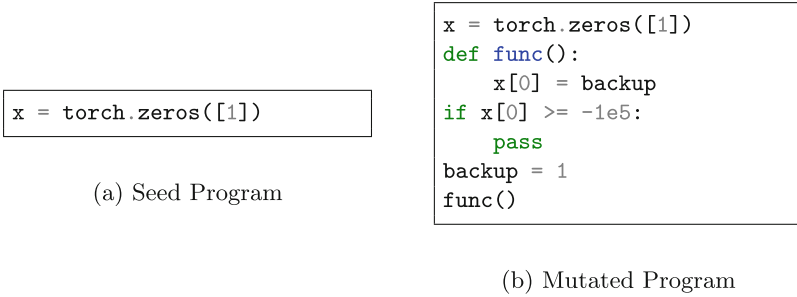 x = torch.zeros([1])
(a) Seed Program
x = torch.zeros([1])
def func():
    x[0] = backup
if x[0] >= -1e5:
    pass
backup = 1
func()
(b) Mutated Program